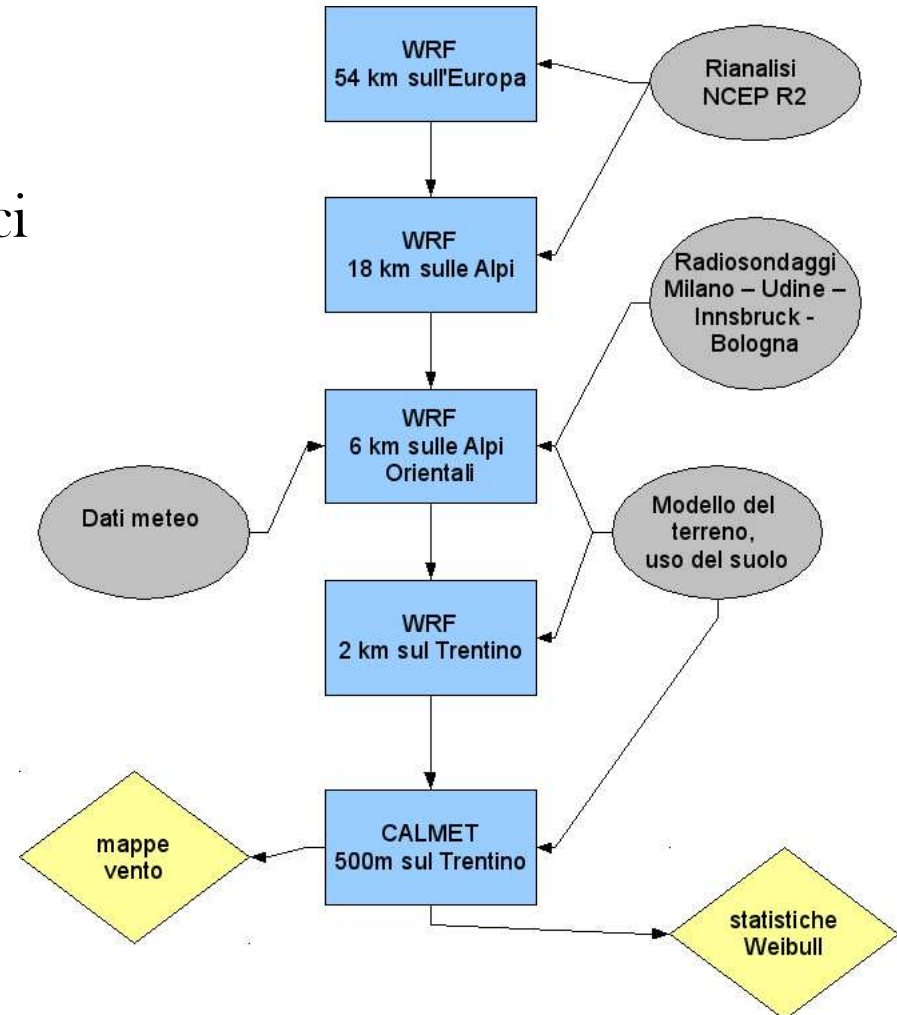 WRF
54 km sull'Europa
Rianalisi
NCEP R2
ci
WRF
18 km sulle Alpi
Radiosondaggi
Milano – Udine –
Innsbruck -
Bologna
WRF
6 km sulle Alpi
Orientali
Dati meteo
Modello del
terreno,
uso del suolo
WRF
2 km sul Trentino
CALMET
500m sul Trentino
mappe
vento
statistiche
Weibull